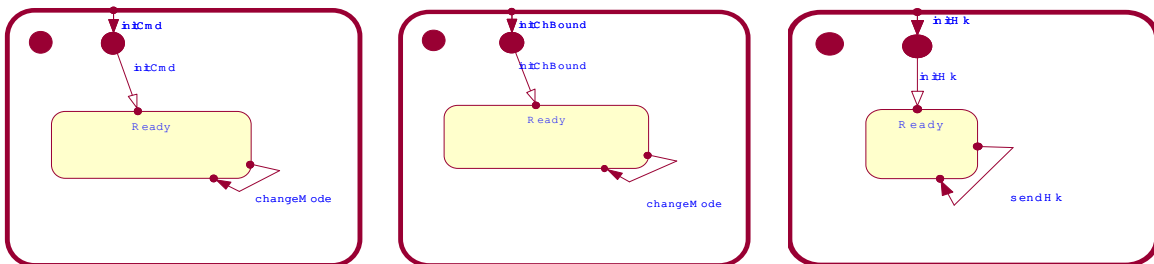 initCmd
initCmd
Ready
changeMode
initChBound
initChBound
Ready
changeMode
initHk
initHk
Ready
sendHk